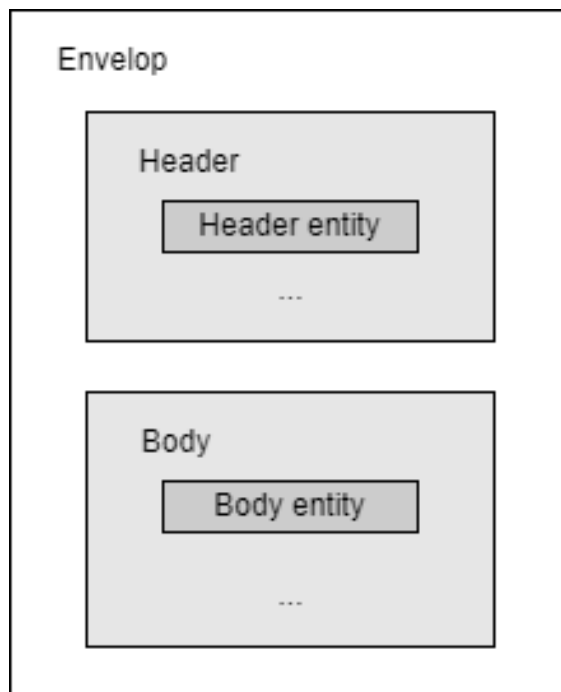 Envelop
Header
Header entity
...
Body
Body entity
...